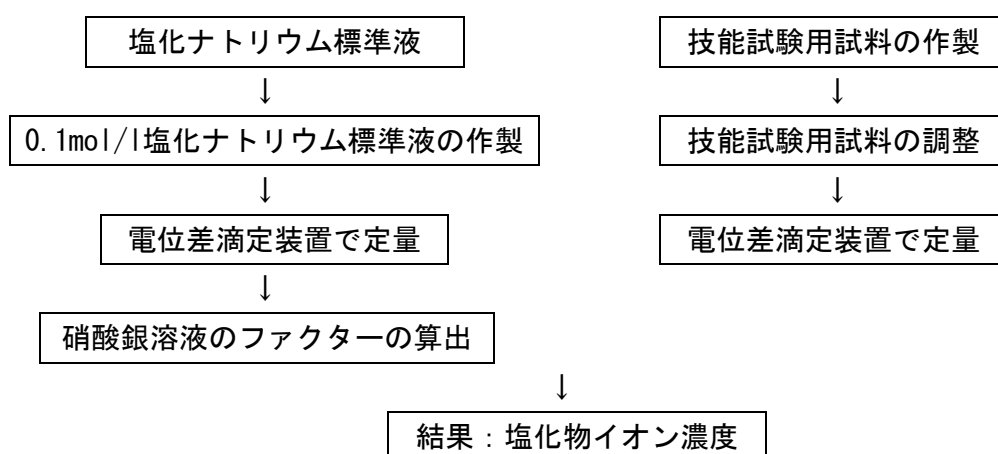 塩化ナトリウム標準液
↓
0.1mol/l塩化ナトリウム標準液の作製
↓
電位差滴定装置で定量
↓
硝酸銀溶液のファクターの算出
技能試験用試料の作製
↓
技能試験用試料の調整
↓
電位差滴定装置で定量
↓
結果：塩化物イオン濃度